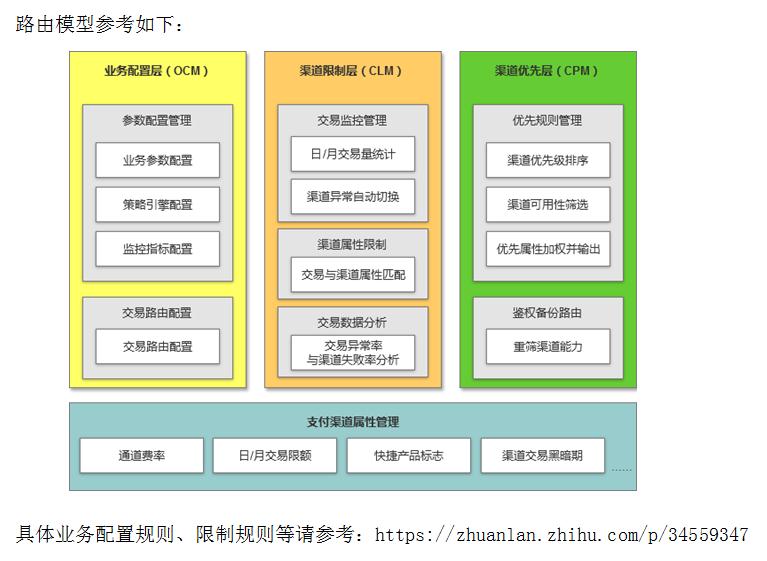 路由模型参考如下：
业务配置层（OCM）
参数配置管理
业务参数配置
策略引擎配置
监控指标配置
交易路由配置
交易路由配置
渠道限制层（CLM）
交易监控管理
日/月交易量统计
渠道异常自动切换
渠道属性限制
交易与渠道属性匹配
交易数据分析
交易异常率
与渠道失败率分析
渠道优先层（CPM）
优先规则管理
渠道优先级排序
渠道可用性筛选
优先属性加权并输出
鉴权备份路由
重筛渠道能力
支付渠道属性管理
通道费率
日/月交易限额
快捷产品标志
渠道交易黑暗期
......
具体业务配置规则、限制规则等请参考：https://zhuanlan.zhihu.com/p/34559347